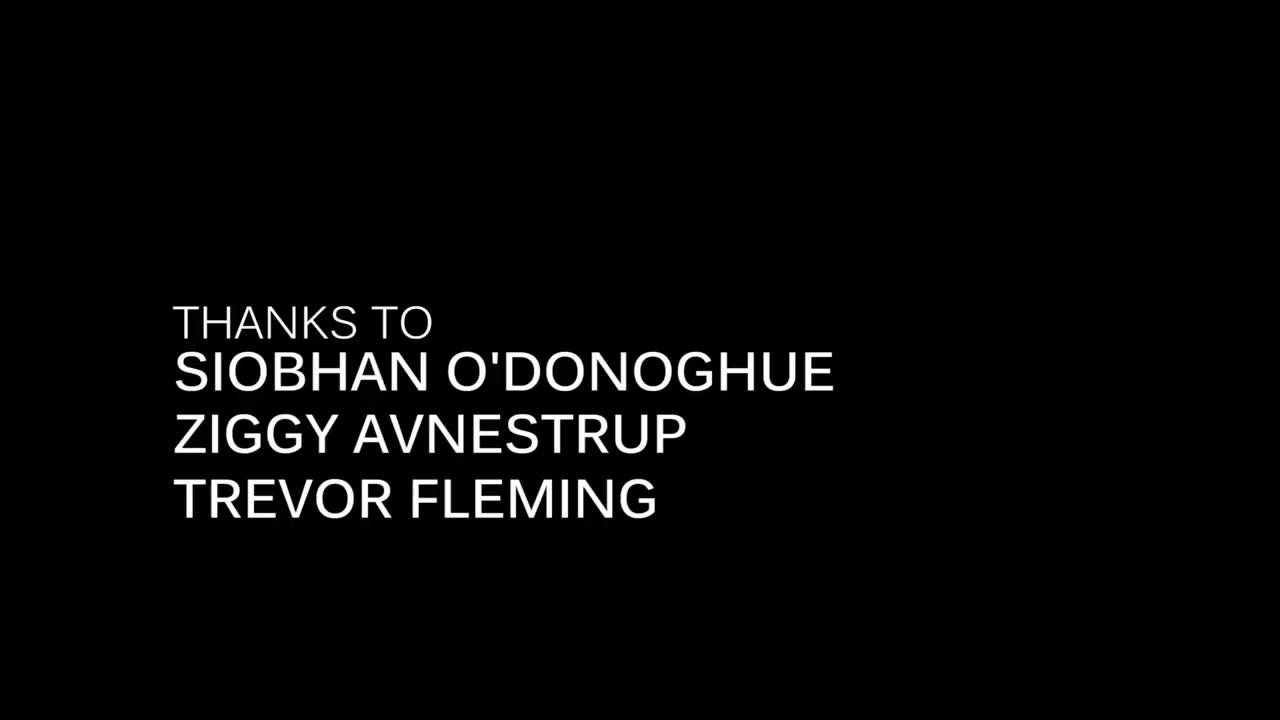 THANKS TO
SIOBHAN O'DONOGHUE
ZIGGY AVNESTRUP
TREVOR FLEMING